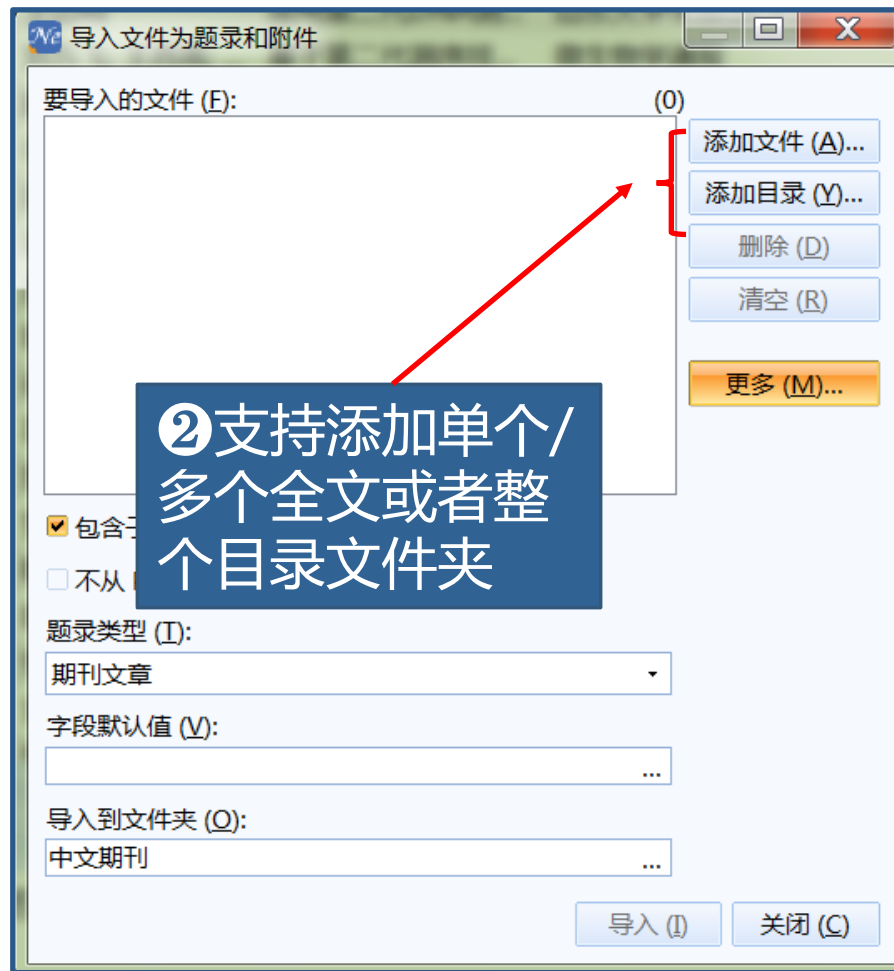 导入文件为题录和附件
要导入的文件 (F):
(0)
添加文件 (A)...
添加目录 (Y)...
删除 (D)
清空 (R)
更多 (M)...
❷支持添加单个/
多个全文或者整
个目录文件夹
包含
不从
题录类型 (T):
期刊文章
字段默认值 (V):
...
导入到文件夹 (O):
中文期刊
...
导入 (I)
关闭 (C)